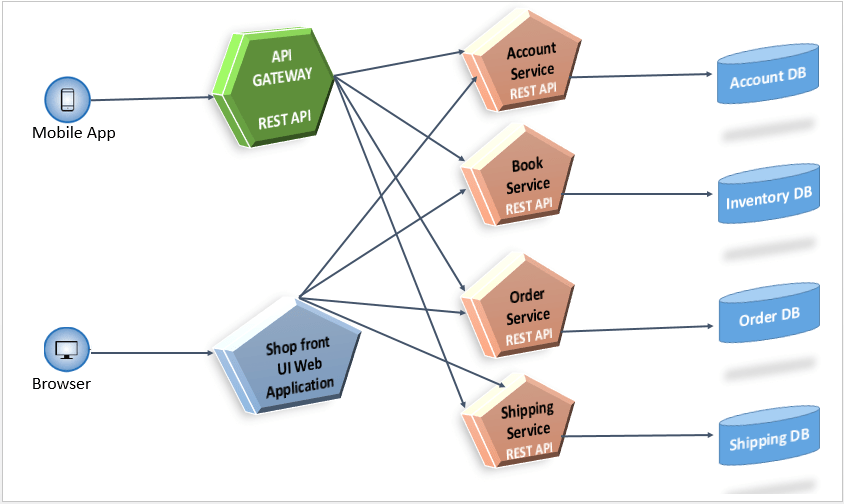 Mobile App
API
GATEWAY
REST API
Account
Service
REST API
Account DB
Book
Service
REST API
Inventory DB
Browser
Shop front
UI Web
Application
Order
Service
REST API
Order DB
Shipping
Service
REST API
Shipping DB